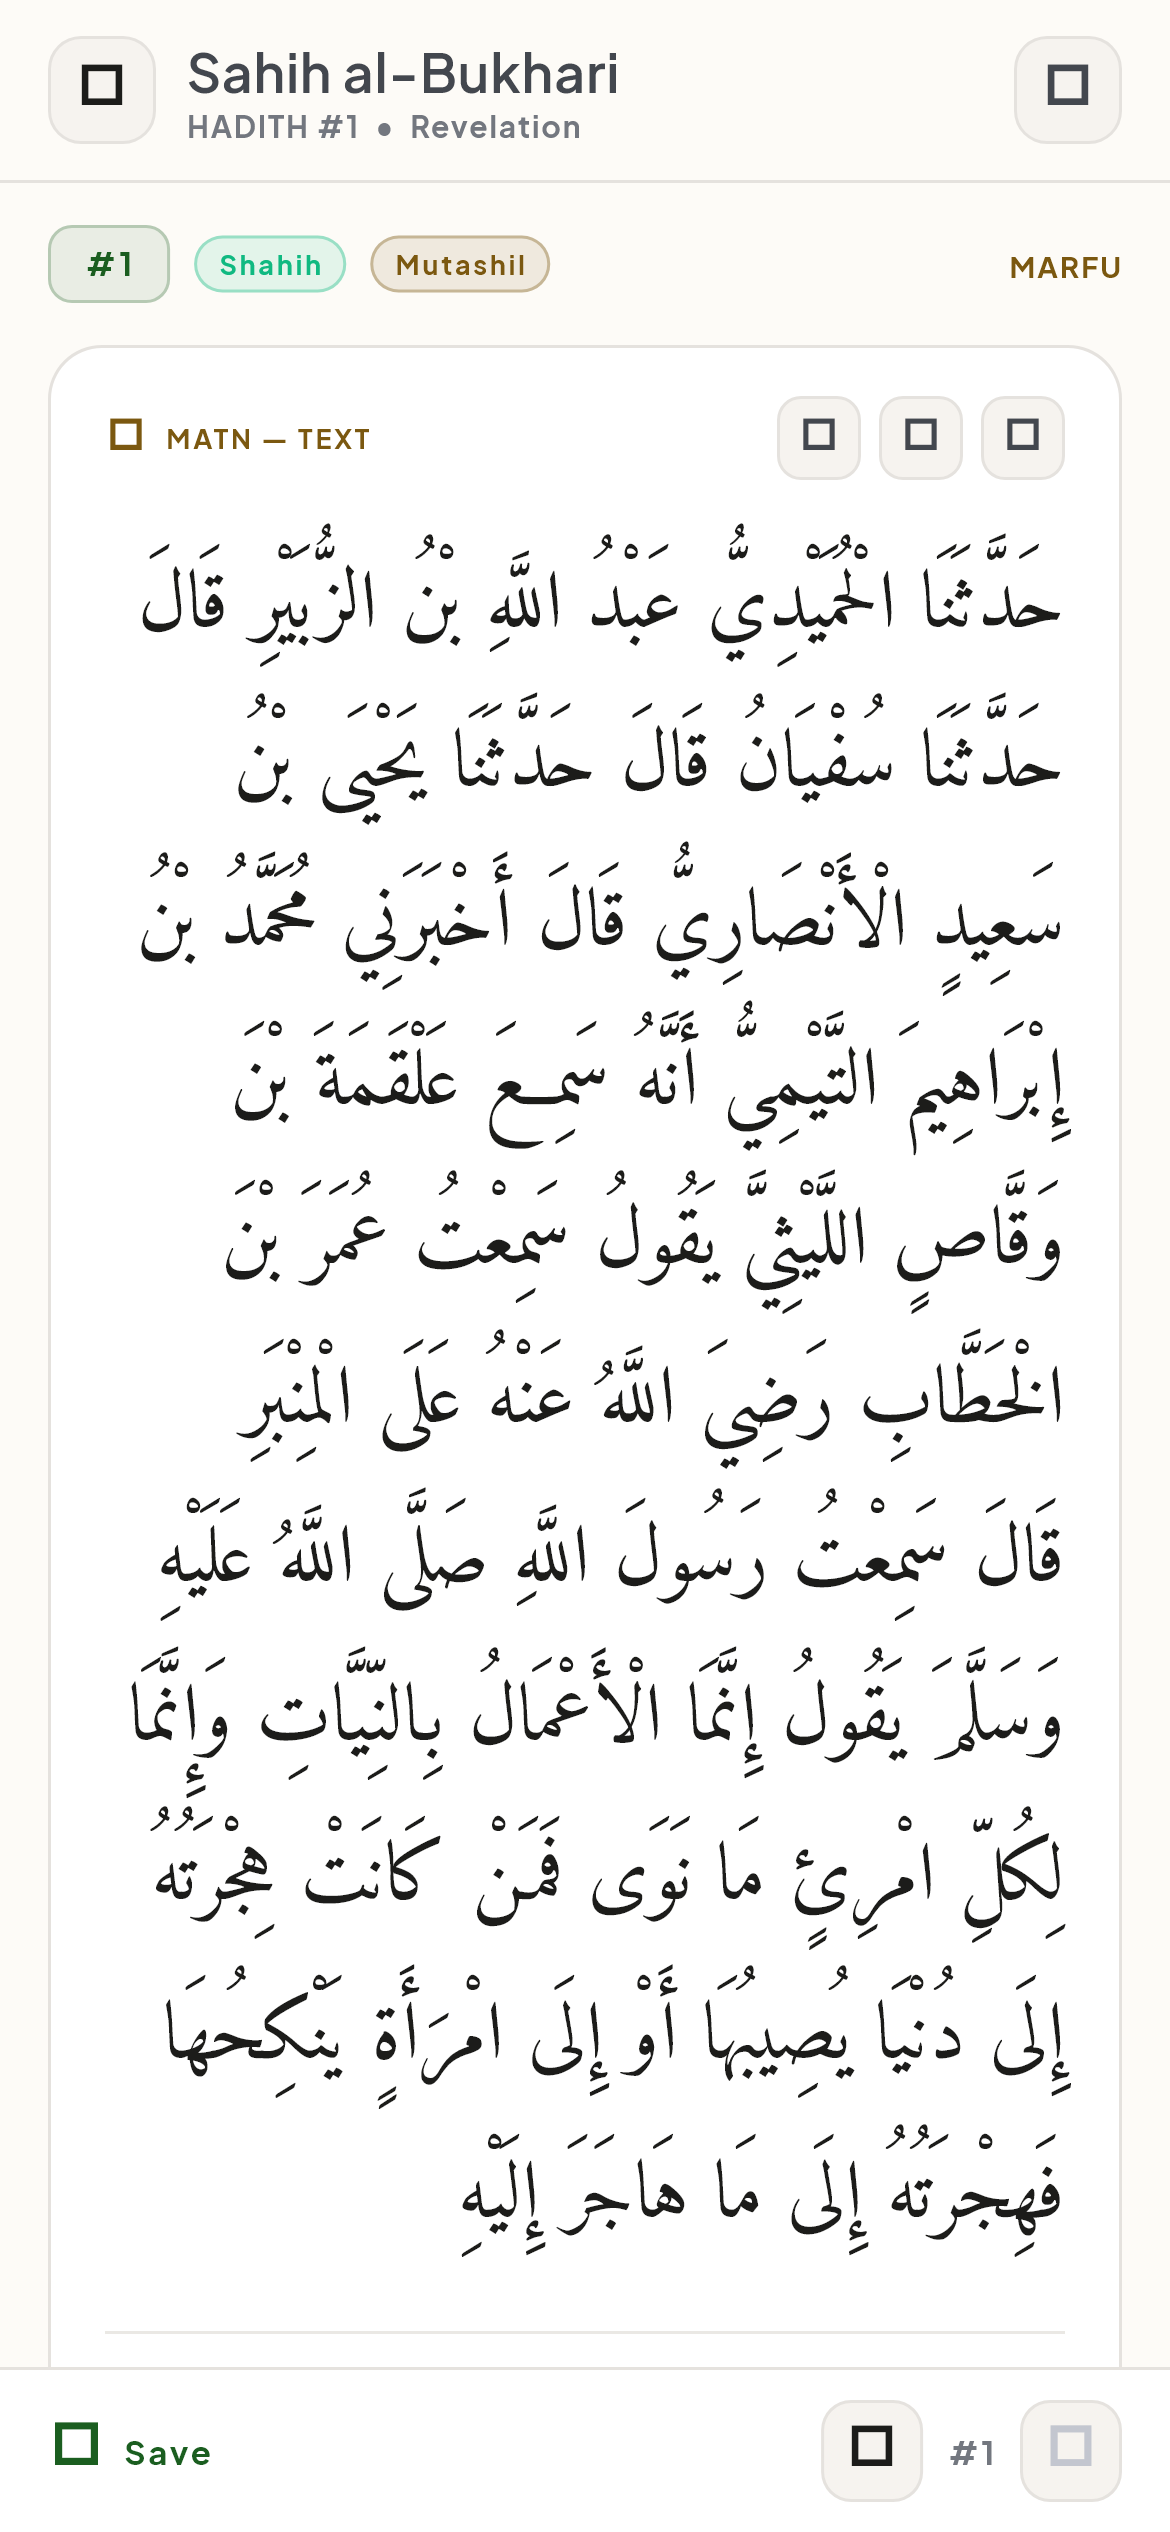 Sahih al-Bukhari
HADITH #1 • Revelation
#1 Shahih Mutashil MARFU
MATN — TEXT
حَدَّثَنَا الْحُمَيْدِيُّ عَبْدُ اللَّهِ بْنُ الزُّبَيْرِ قَالَ
حَدَّثَنَا سُفْيَانُ قَالَ حَدَّثَنَا يَحْيَى بْنُ
سَعِيدٍ الْأَنْصَارِيُّ قَالَ أَخْبَرَنِي مُحَمَّدُ بْنُ
إِبْرَاهِيمَ التَّيْمِيُّ أَنَّهُ سَمِعَ عَلْقَمَةَ بْنَ
وَقَّاصٍ اللَّيْثِيَّ يَقُولُ سَمِعْتُ عُمَرَ بْنَ
الْخَطَّابِ رَضِيَ اللَّهُ عَنْهُ عَلَى الْمِنْبَرِ
قَالَ سَمِعْتُ رَسُولَ اللَّهِ صَلَّى اللَّهُ عَلَيْهِ
وَسَلَّمَ يَقُولُ إِنَّمَا الْأَعْمَالُ بِالنِّيَّاتِ وَإِنَّمَا
لِكُلِّ امْرِئٍ مَا نَوَى فَمَنْ كَانَتْ هِجْرَتُهُ
إِلَى دُنْيَا يُصِيبُهَا أَوْ إِلَى امْرَأَةٍ يَنْكِحُهَا
فَهِجْرَتُهُ إِلَى مَا هَاجَرَ إِلَيْهِ
Save #1